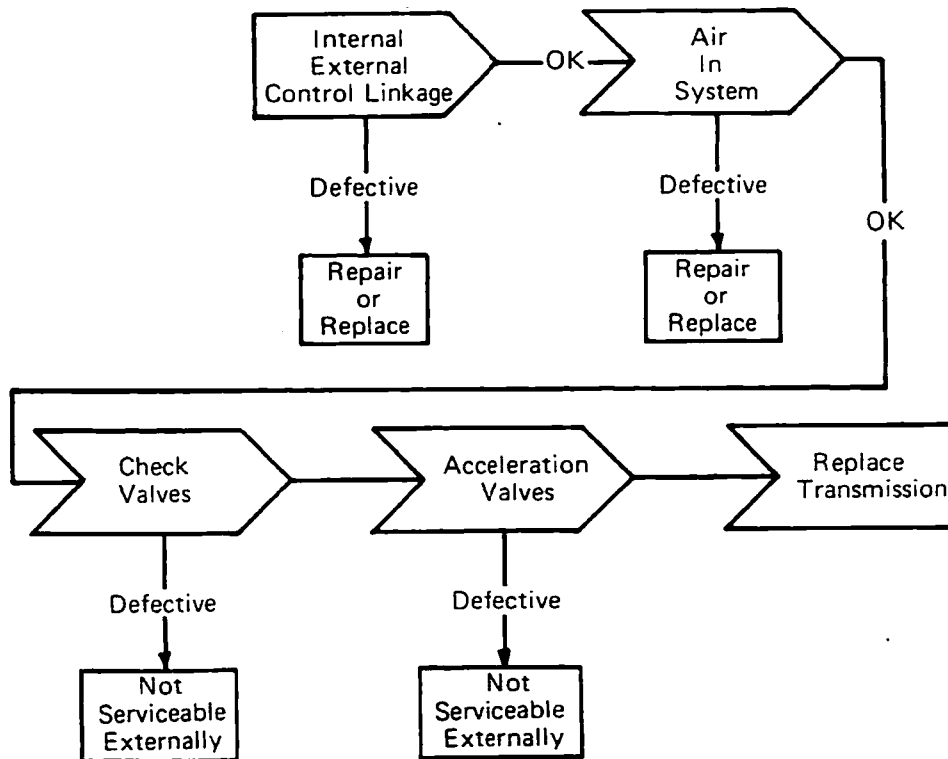 Internal
External
Control Linkage
OK
Air
In
System
OK
Defective
Repair
or
Replace
Defective
Repair
or
Replace
Check
Valves
Acceleration
Valves
Replace
Transmission
Defective
Not
Serviceable
Externally
Defective
Not
Serviceable
Externally